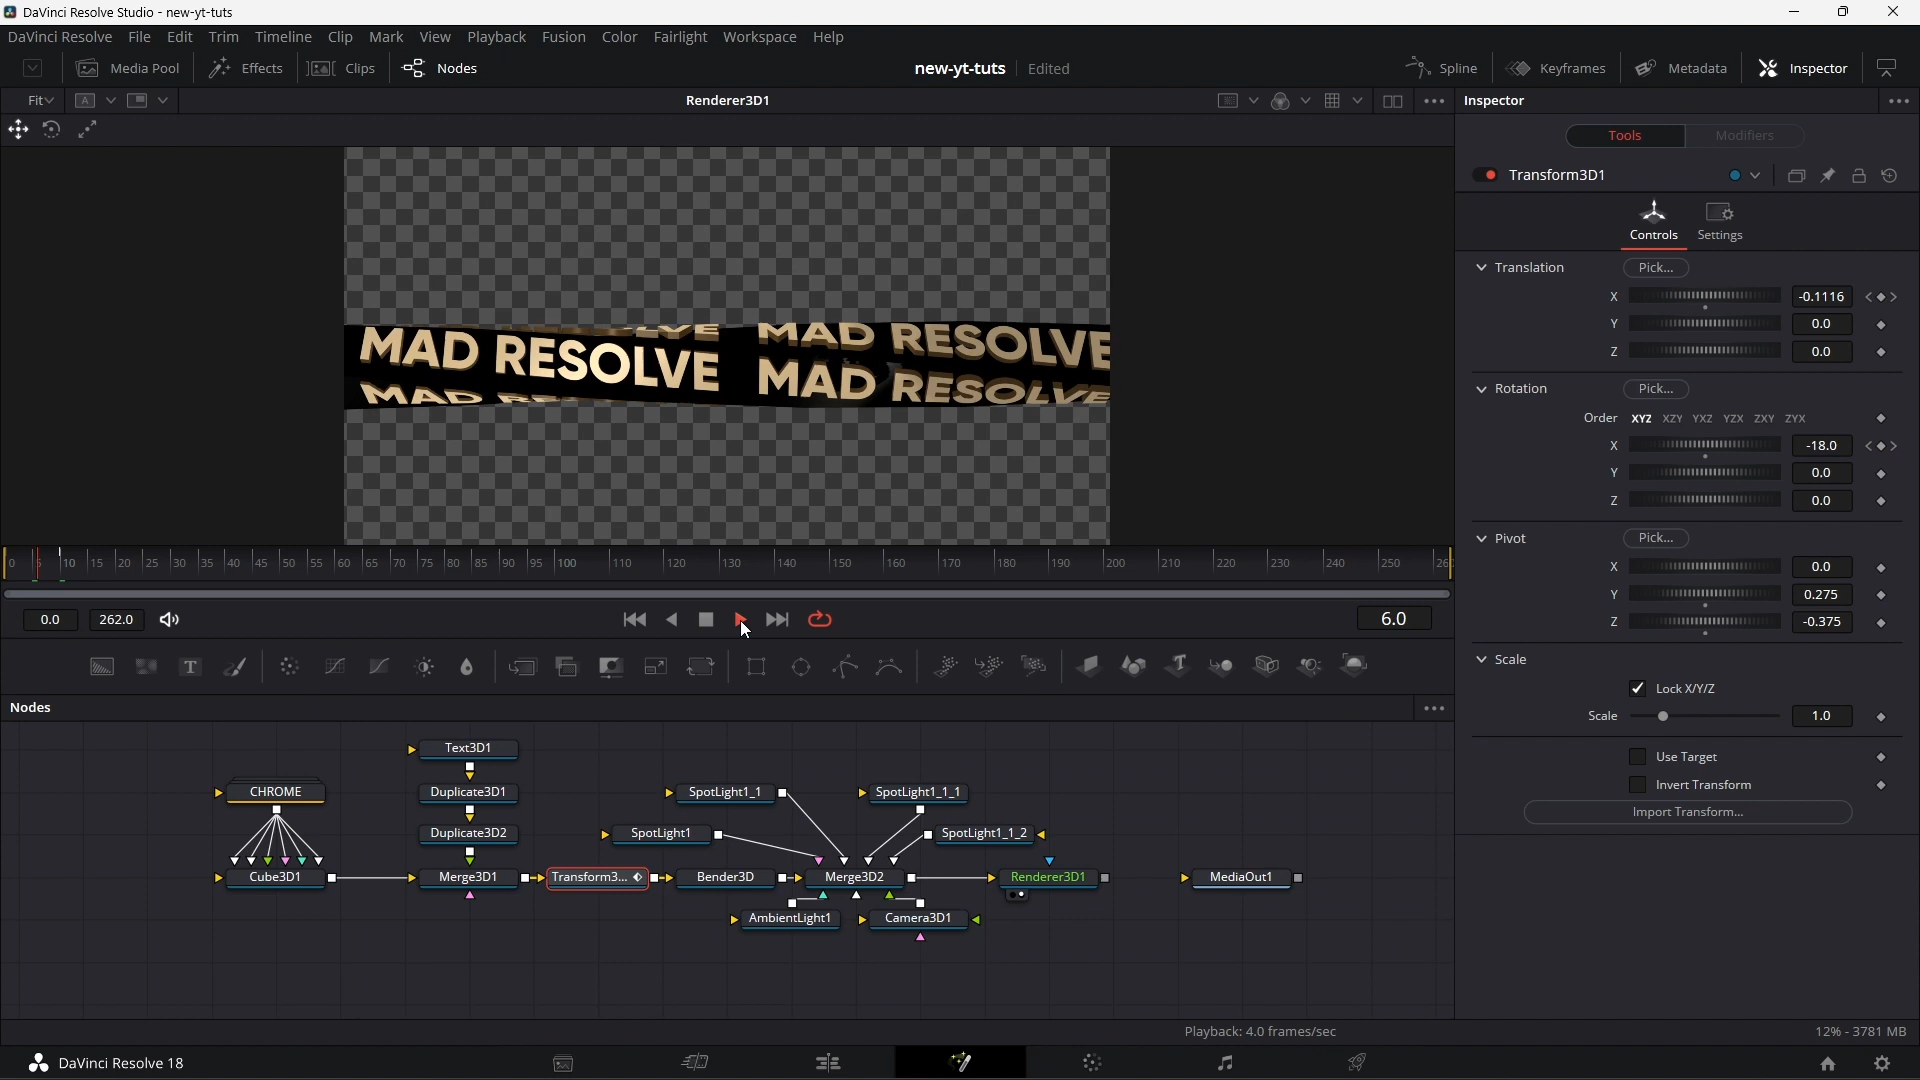 DaVinci Resolve Studio - new-yt-tuts
DaVinci Resolve File Edit Trim Timeline Clip Mark View Playback Fusion Color Fairlight Workspace Help
Media Pool Effects Clips Nodes new-yt-tuts Edited Spline Keyframes Metadata Inspector
Fit A Renderer3D1 Inspector
Tools Modifiers
Transform3D1
Controls Settings
Translation Pick...
X -0.1116
Y 0.0
Z 0.0
Rotation Pick...
Order XYZ XZY YXZ YZX ZXY ZYX
X -18.0
Y 0.0
Z 0.0
Pivot Pick...
X 0.0
Y 0.275
Z -0.375
Scale
Lock X/Y/Z
Scale 1.0
Use Target
Invert Transform
Import Transform...
MAD RESOLVE
MAD RESOLVE
MAD RESOLVE
0 5 10 15 20 25 30 35 40 45 50 55 60 65 70 75 80 85 90 95 100 110 120 130 140 150 160 170 180 190 200 210 220 230 240 250
0.0 262.0 6.0
Nodes
Text3D1
CHROME Duplicate3D1 SpotLight1_1 SpotLight1_1_1
Duplicate3D2 SpotLight1 SpotLight1_1_2
Cube3D1 Merge3D1 Transform3... Bender3D Merge3D2 Renderer3D1 MediaOut1
AmbientLight1 Camera3D1
Playback: 4.0 frames/sec 12% - 3781 MB
DaVinci Resolve 18